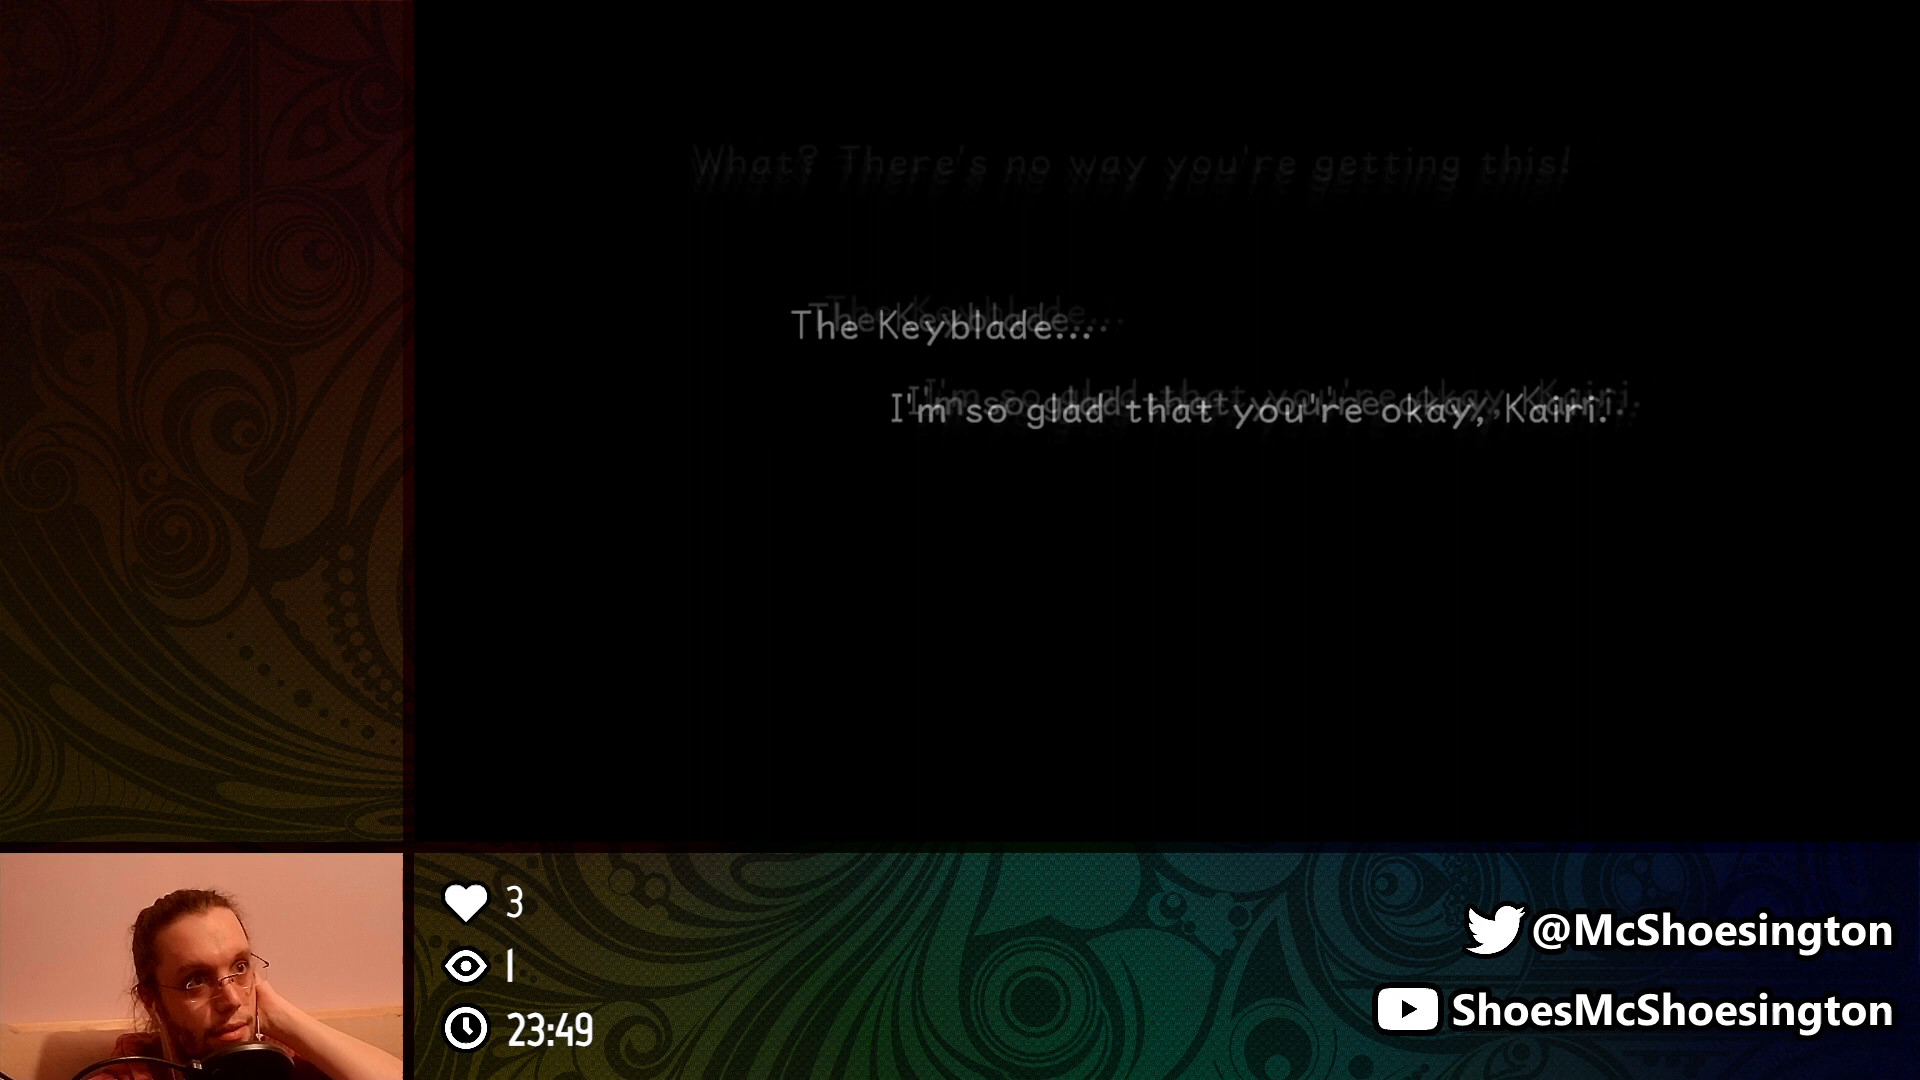 What? There's no way you're getting this!
The Keyblade...
I'm so glad that you're okay, Kairi.
3
1
23:49
@McShoesington
ShoesMcShoesington